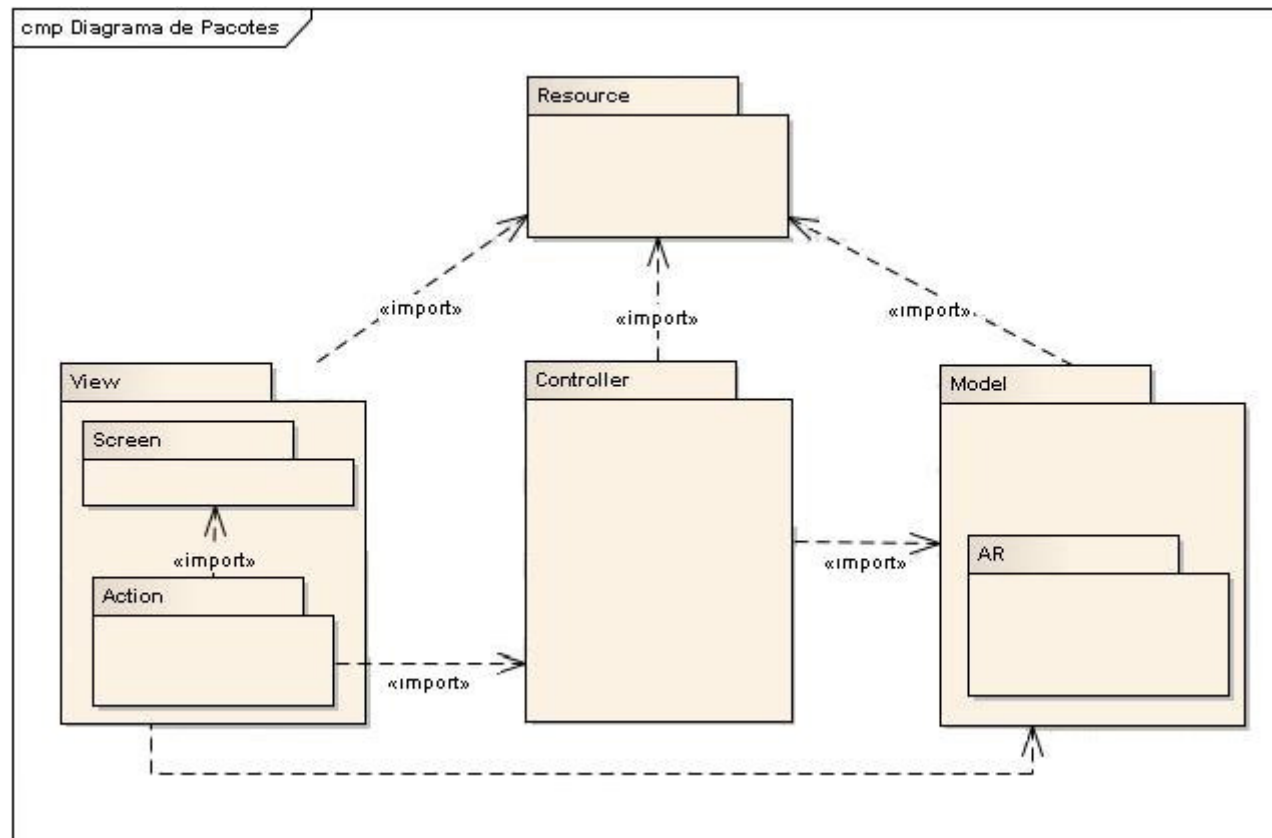 cmp Diagrama de Pacotes
Resource
«import»
«import»
«import»
View
Controller
Model
Screen
«import»
«import»
AR
Action
«import»